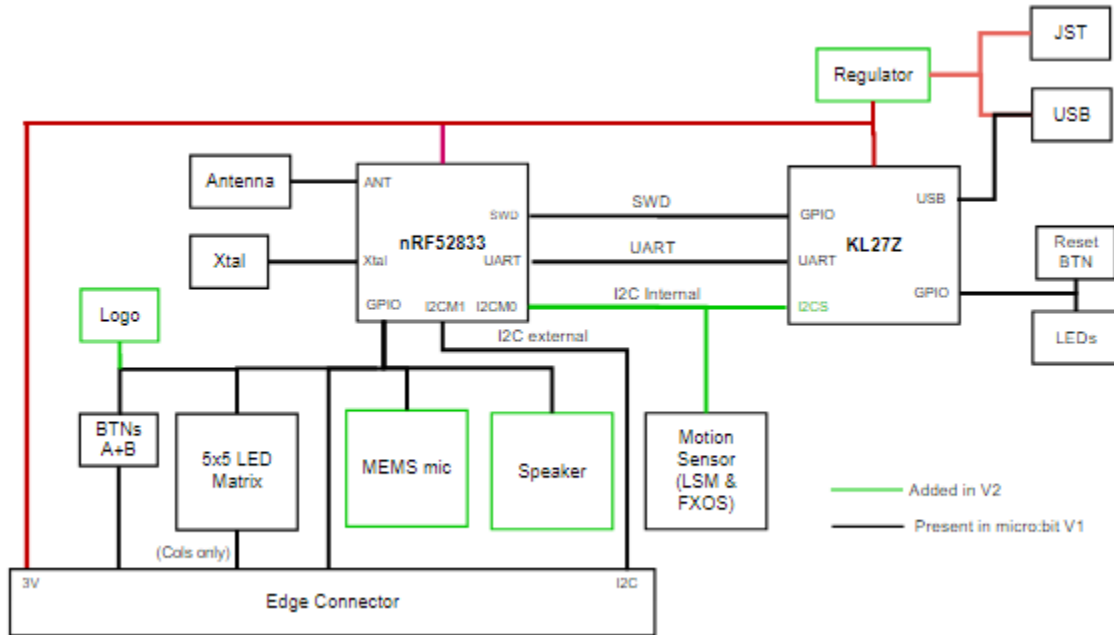 JST
Regulator
USB
Antenna
ANT
SWD
SWD
GPIO
USB
nRF52833
KL27Z
Xtal
Xtal
UART
UART
UART
Reset
BTN
GPIO
I2CM1
I2CM0
I2C Internal
I2CS
GPIO
Logo
I2C external
LEDs
BTNs
A+B
5x5 LED
Matrix
MEMS mic
Speaker
Motion
Sensor
(LSM &
FXOS)
Added in V2
Present in micro:bit V1
(Cols only)
3V
I2C
Edge Connector